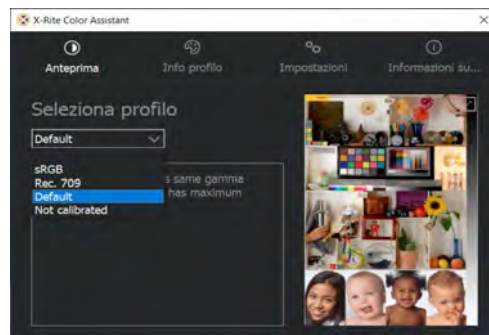 X-Rite Color Assistant
Anteprima
Info profilo
Impostazioni
Informazioni su...
Seleziona profilo
Default
sRGB
Rec. 709
Default
Not calibrated
s same gamma
has maximum